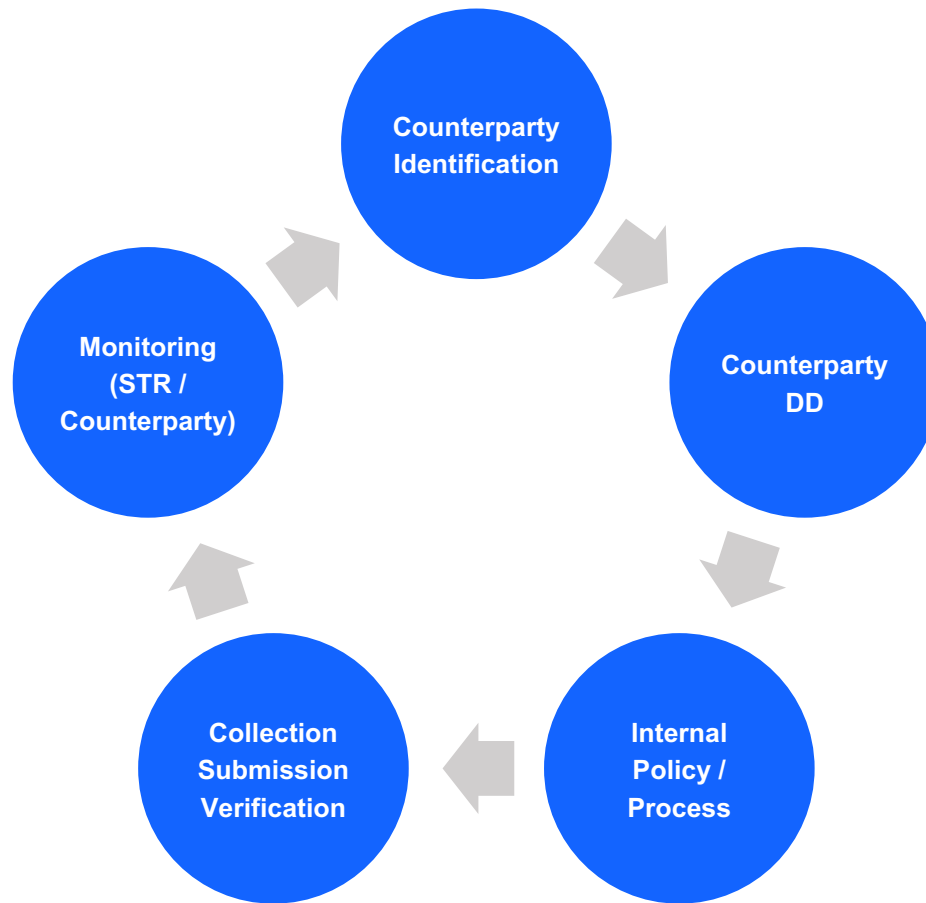 Counterparty
Identification
Counterparty
DD
Internal
Policy /
Process
Collection
Submission
Verification
Monitoring
(STR /
Counterparty)